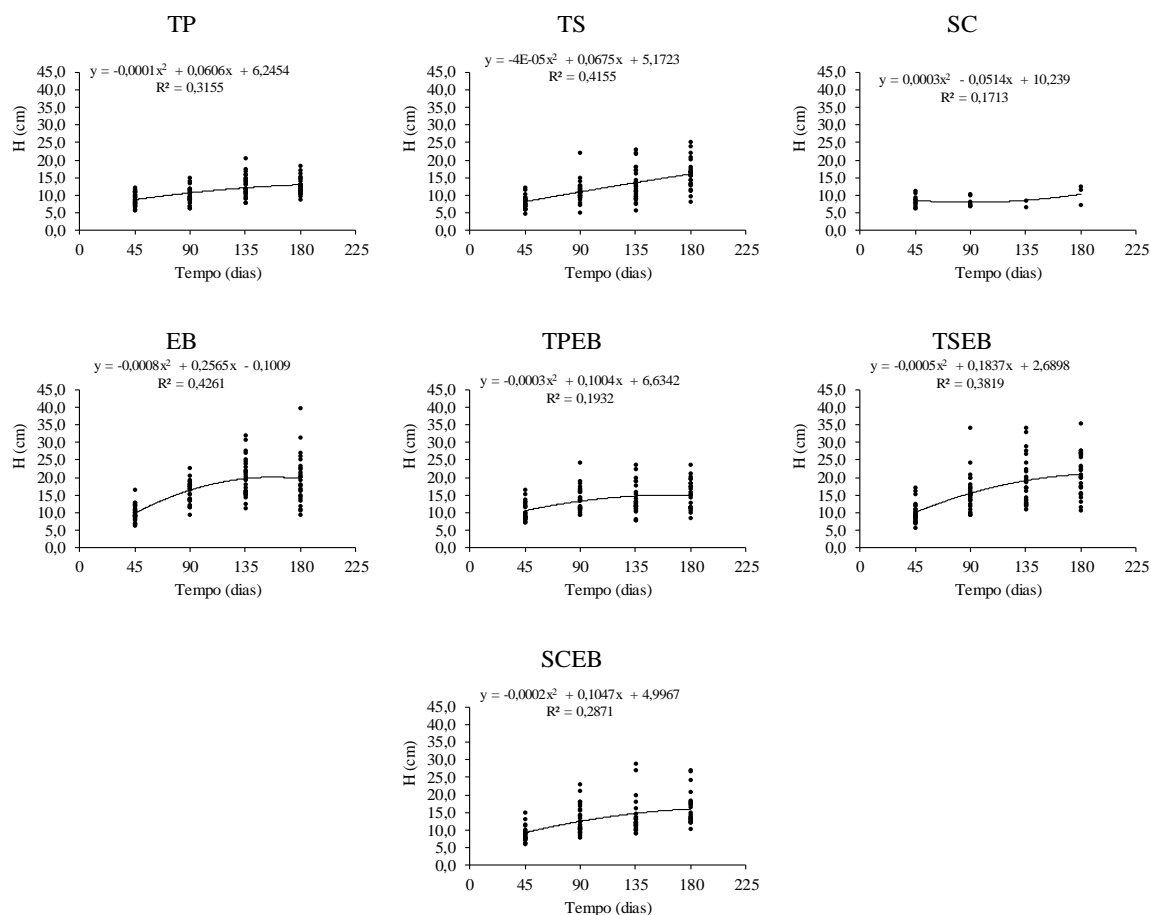 TP
y = -0,0001x² + 0,0606x + 6,2454
R² = 0,3155
H (cm)
45,0
40,0
35,0
30,0
25,0
20,0
15,0
10,0
5,0
0,0
0 45 90 135 180 225
Tempo (dias)
TS
y = -4E-05x² + 0,0675x + 5,1723
R² = 0,4155
H (cm)
45,0
40,0
35,0
30,0
25,0
20,0
15,0
10,0
5,0
0,0
0 45 90 135 180 225
Tempo (dias)
SC
y = 0,0003x² - 0,0514x + 10,239
R² = 0,1713
H (cm)
45,0
40,0
35,0
30,0
25,0
20,0
15,0
10,0
5,0
0,0
0 45 90 135 180 225
Tempo (dias)
EB
y = -0,0008x² + 0,2565x - 0,1009
R² = 0,4261
H (cm)
45,0
40,0
35,0
30,0
25,0
20,0
15,0
10,0
5,0
0,0
0 45 90 135 180 225
Tempo (dias)
TPEB
y = -0,0003x² + 0,1004x + 6,6342
R² = 0,1932
H (cm)
45,0
40,0
35,0
30,0
25,0
20,0
15,0
10,0
5,0
0,0
0 45 90 135 180 225
Tempo (dias)
TSEB
y = -0,0005x² + 0,1837x + 2,6898
R² = 0,3819
H (cm)
45,0
40,0
35,0
30,0
25,0
20,0
15,0
10,0
5,0
0,0
0 45 90 135 180 225
Tempo (dias)
SCEB
y = -0,0002x² + 0,1047x + 4,9967
R² = 0,2871
H (cm)
45,0
40,0
35,0
30,0
25,0
20,0
15,0
10,0
5,0
0,0
0 45 90 135 180 225
Tempo (dias)